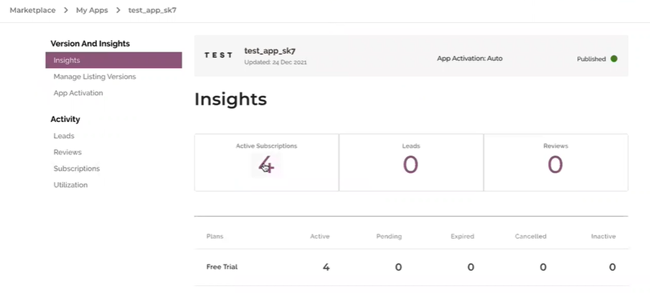 Marketplace > My Apps > test_app_sk7
Version And Insights
Insights
Manage Listing Versions
App Activation
Activity
Leads
Reviews
Subscriptions
Utilization
TEST
test_app_sk7
Updated: 24 Dec 2021
App Activation: Auto
Published
Insights
Active Subscriptions
4
Leads
0
Reviews
0
Plans Active Pending Expired Cancelled Inactive
Free Trial 4 0 0 0 0